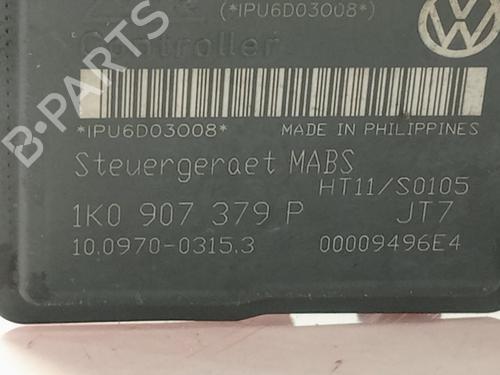 (*IPU6D03008*)
Controller
*IPU6D03008* MADE IN PHILIPPINES
Steuergeraet MABS
HT11/S0105
1K0 907 379 P JT7
10.0970-0315.3 00009496E4
B-PARTS